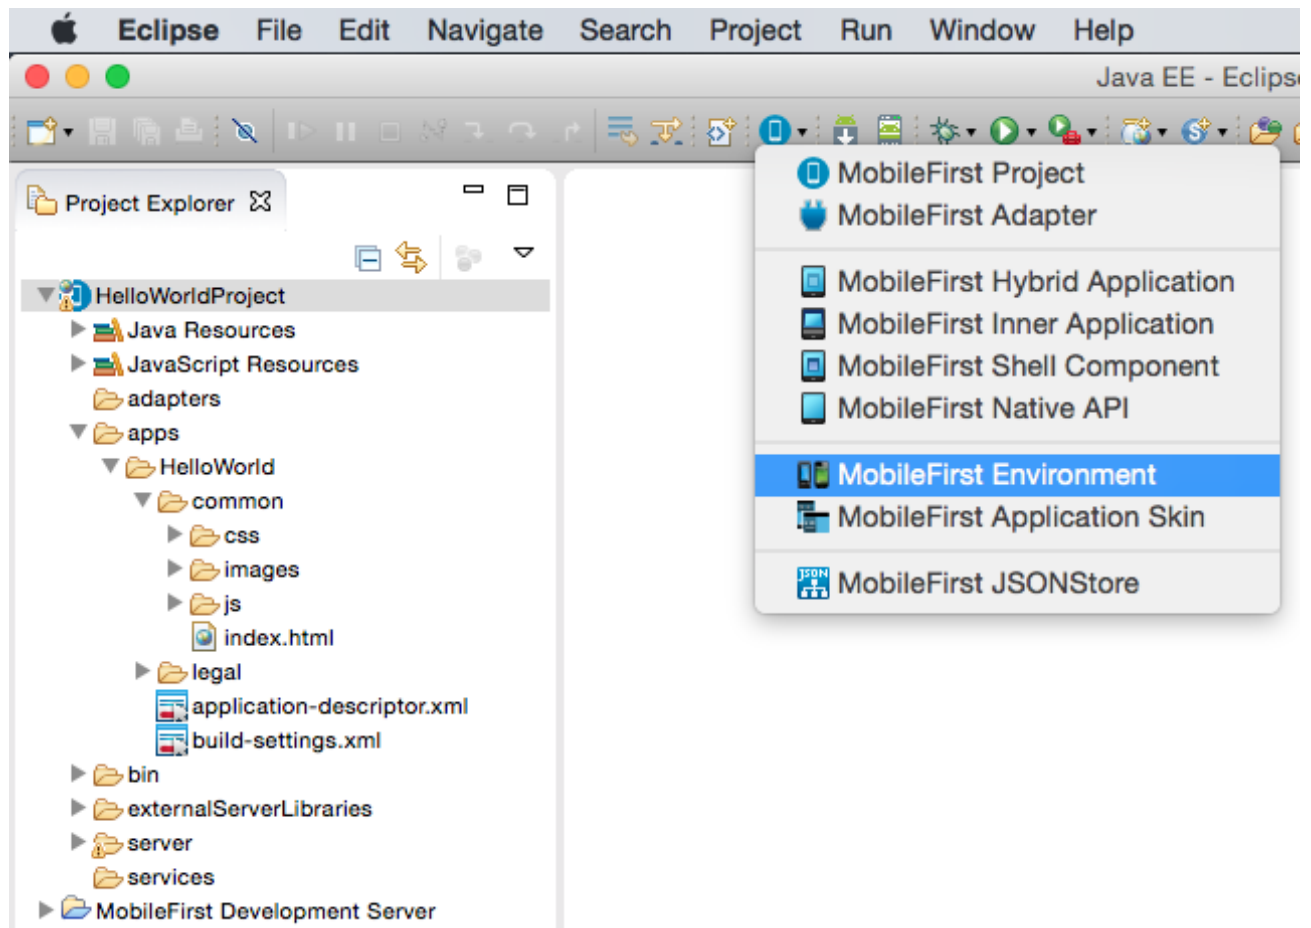 Eclipse File Edit Navigate Search Project Run Window Help
Java EE - Eclipse
MobileFirst Project
MobileFirst Adapter
MobileFirst Hybrid Application
MobileFirst Inner Application
MobileFirst Shell Component
MobileFirst Native API
MobileFirst Environment
MobileFirst Application Skin
JSON
MobileFirst JSONStore
Project Explorer
HelloWorldProject
Java Resources
JavaScript Resources
adapters
apps
HelloWorld
common
css
images
js
index.html
legal
application-descriptor.xml
build-settings.xml
bin
externalServerLibraries
server
services
MobileFirst Development Server